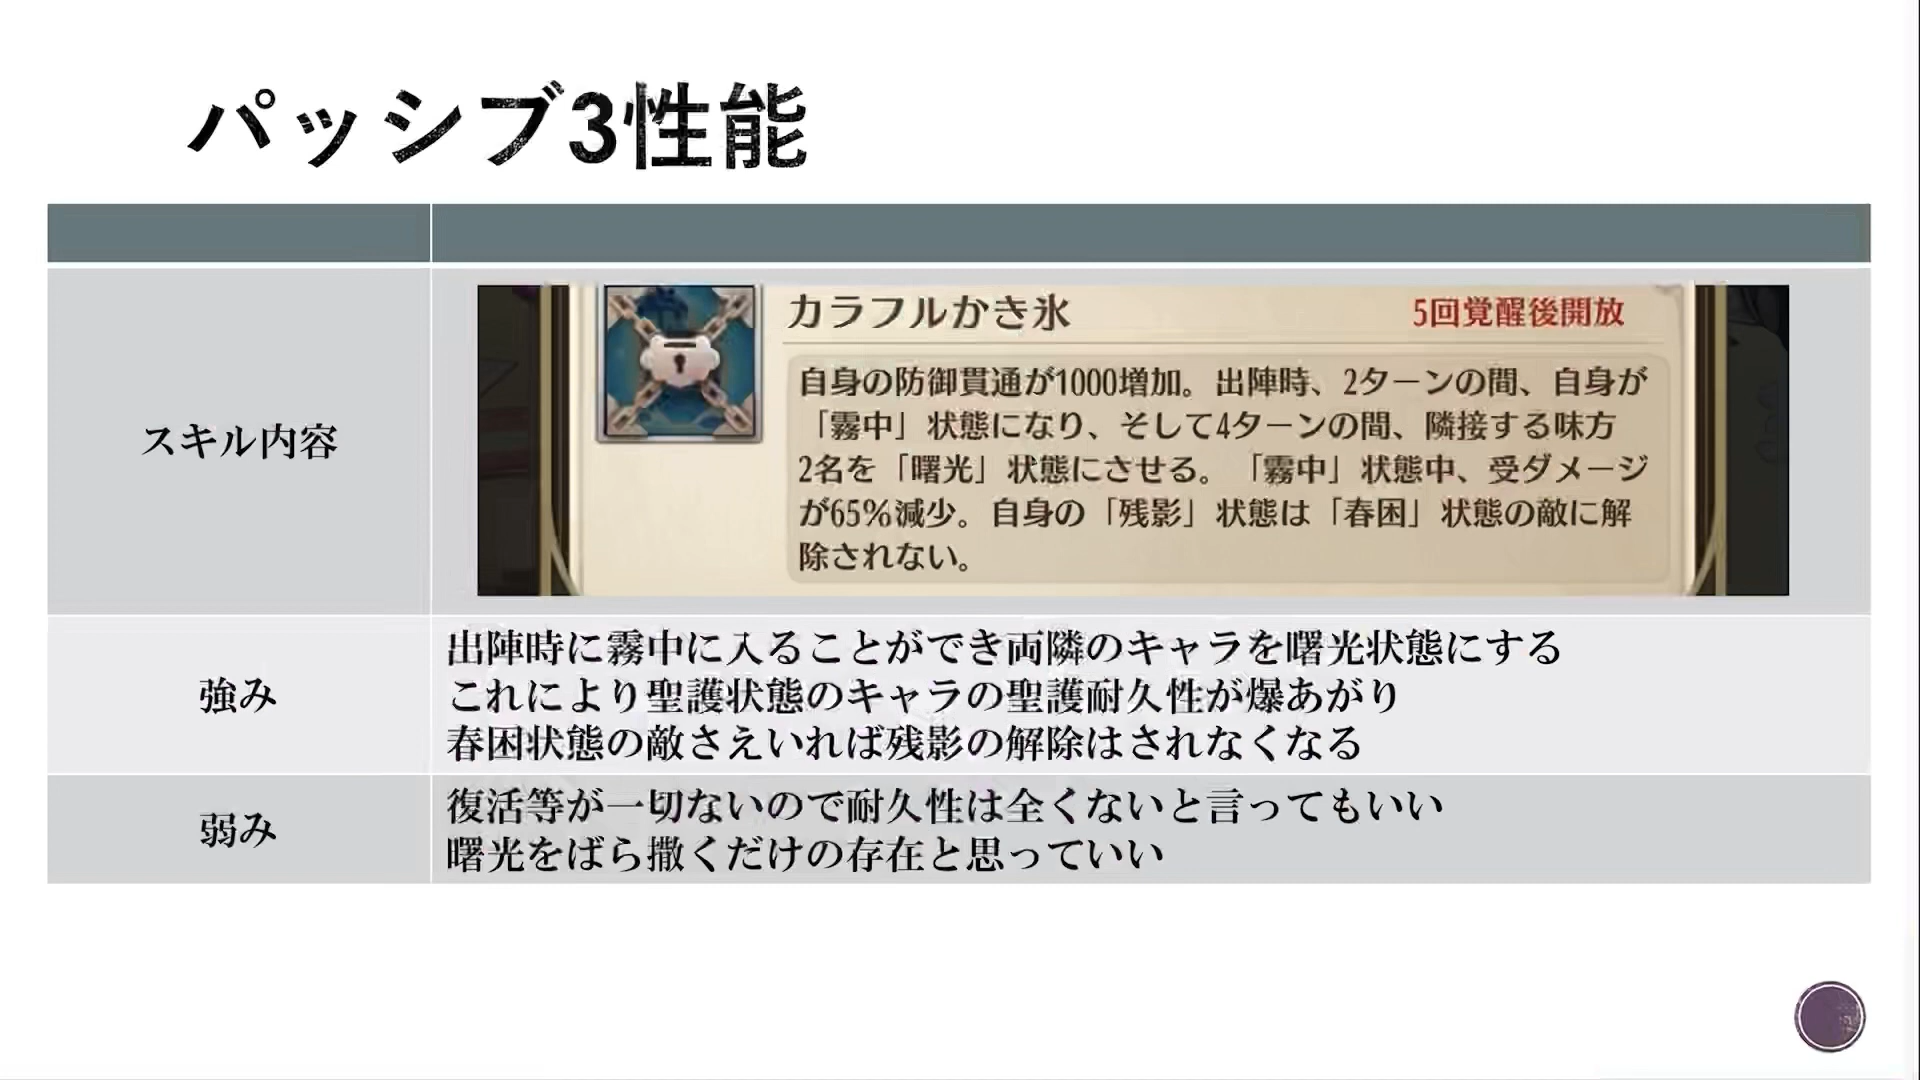 パッシブ3性能
スキル内容
カラフルかき氷
5回覚醒後開放
自身の防御貫通が1000増加。出陣時、2ターンの間、自身が
「霧中」状態になり、そして4ターンの間、隣接する味方
2名を「曙光」状態にさせる。「霧中」状態中、受ダメージ
が65%減少。自身の「残影」状態は「春困」状態の敵に解
除されない。
強み
出陣時に霧中に入ることができ両隣のキャラを曙光状態にする
これにより聖護状態のキャラの聖護耐久性が爆あがり
春困状態の敵さえいれば残影の解除はされなくなる
弱み
復活等が一切ないので耐久性は全くないと言ってもいい
曙光をばら撒くだけの存在と思っていい